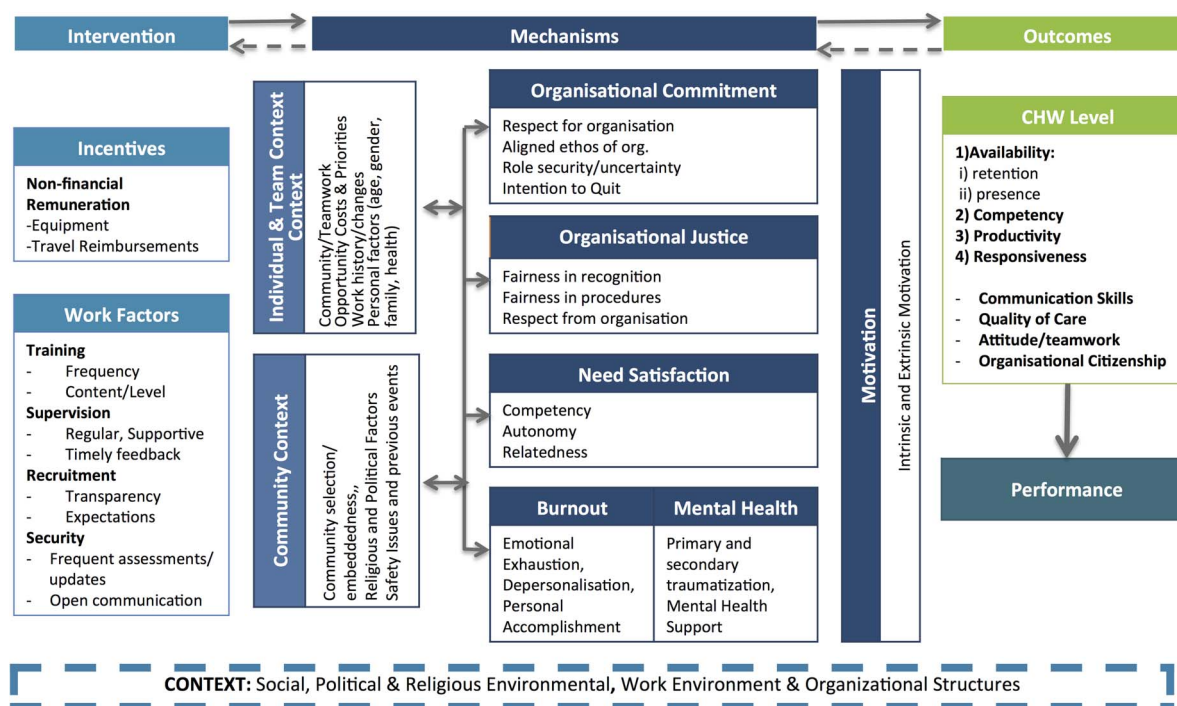 Intervention
Mechanisms
Outcomes
Incentives
Non-financial
Remuneration
-Equipment
-Travel Reimbursements
Work Factors
Training
- Frequency
- Content/Level
Supervision
- Regular, Supportive
- Timely feedback
Recruitment
- Transparency
- Expectations
Security
- Frequent assessments/
updates
- Open communication
Individual & Team Context
Context
Community/Teamwork
Opportunity Costs & Priorities
Work history/changes
Personal factors (age, gender,
family, health)
Community Context
Community selection/
embeddedness,,
Religious and Political Factors
Safety Issues and previous events
Organisational Commitment
Respect for organisation
Aligned ethos of org.
Role security/uncertainty
Intention to Quit
Organisational Justice
Fairness in recognition
Fairness in procedures
Respect from organisation
Need Satisfaction
Competency
Autonomy
Relatedness
Burnout
Emotional
Exhaustion,
Depersonalisation,
Personal
Accomplishment
Mental Health
Primary and
secondary
traumatization,
Mental Health
Support
Motivation
Intrinsic and Extrinsic Motivation
CHW Level
1)Availability:
i) retention
ii) presence
2) Competency
3) Productivity
4) Responsiveness
- Communication Skills
- Quality of Care
- Attitude/teamwork
- Organisational Citizenship
Performance
CONTEXT: Social, Political & Religious Environmental, Work Environment & Organizational Structures